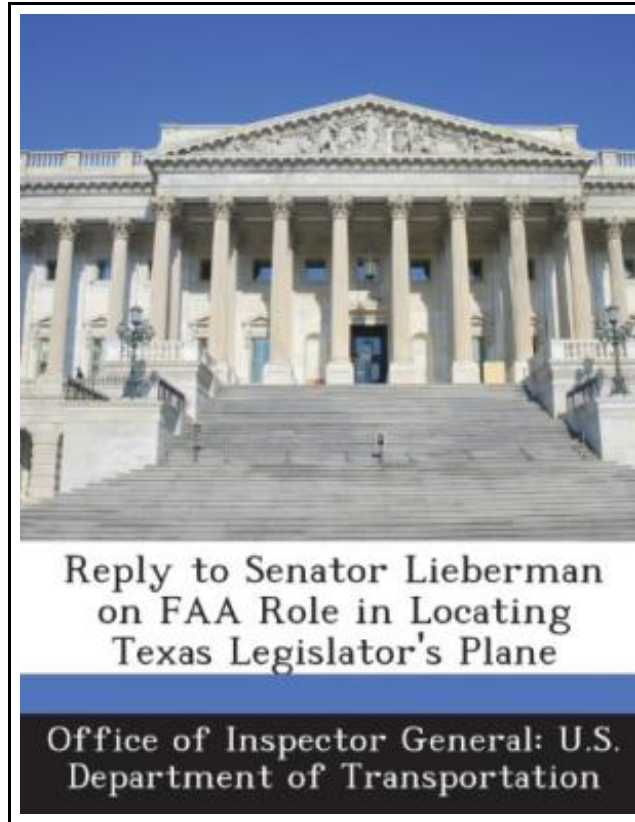 Reply to Senator Lieberman
on FAA Role in Locating
Texas Legislator's Plane
Office of Inspector General: U.S.
Department of Transportation